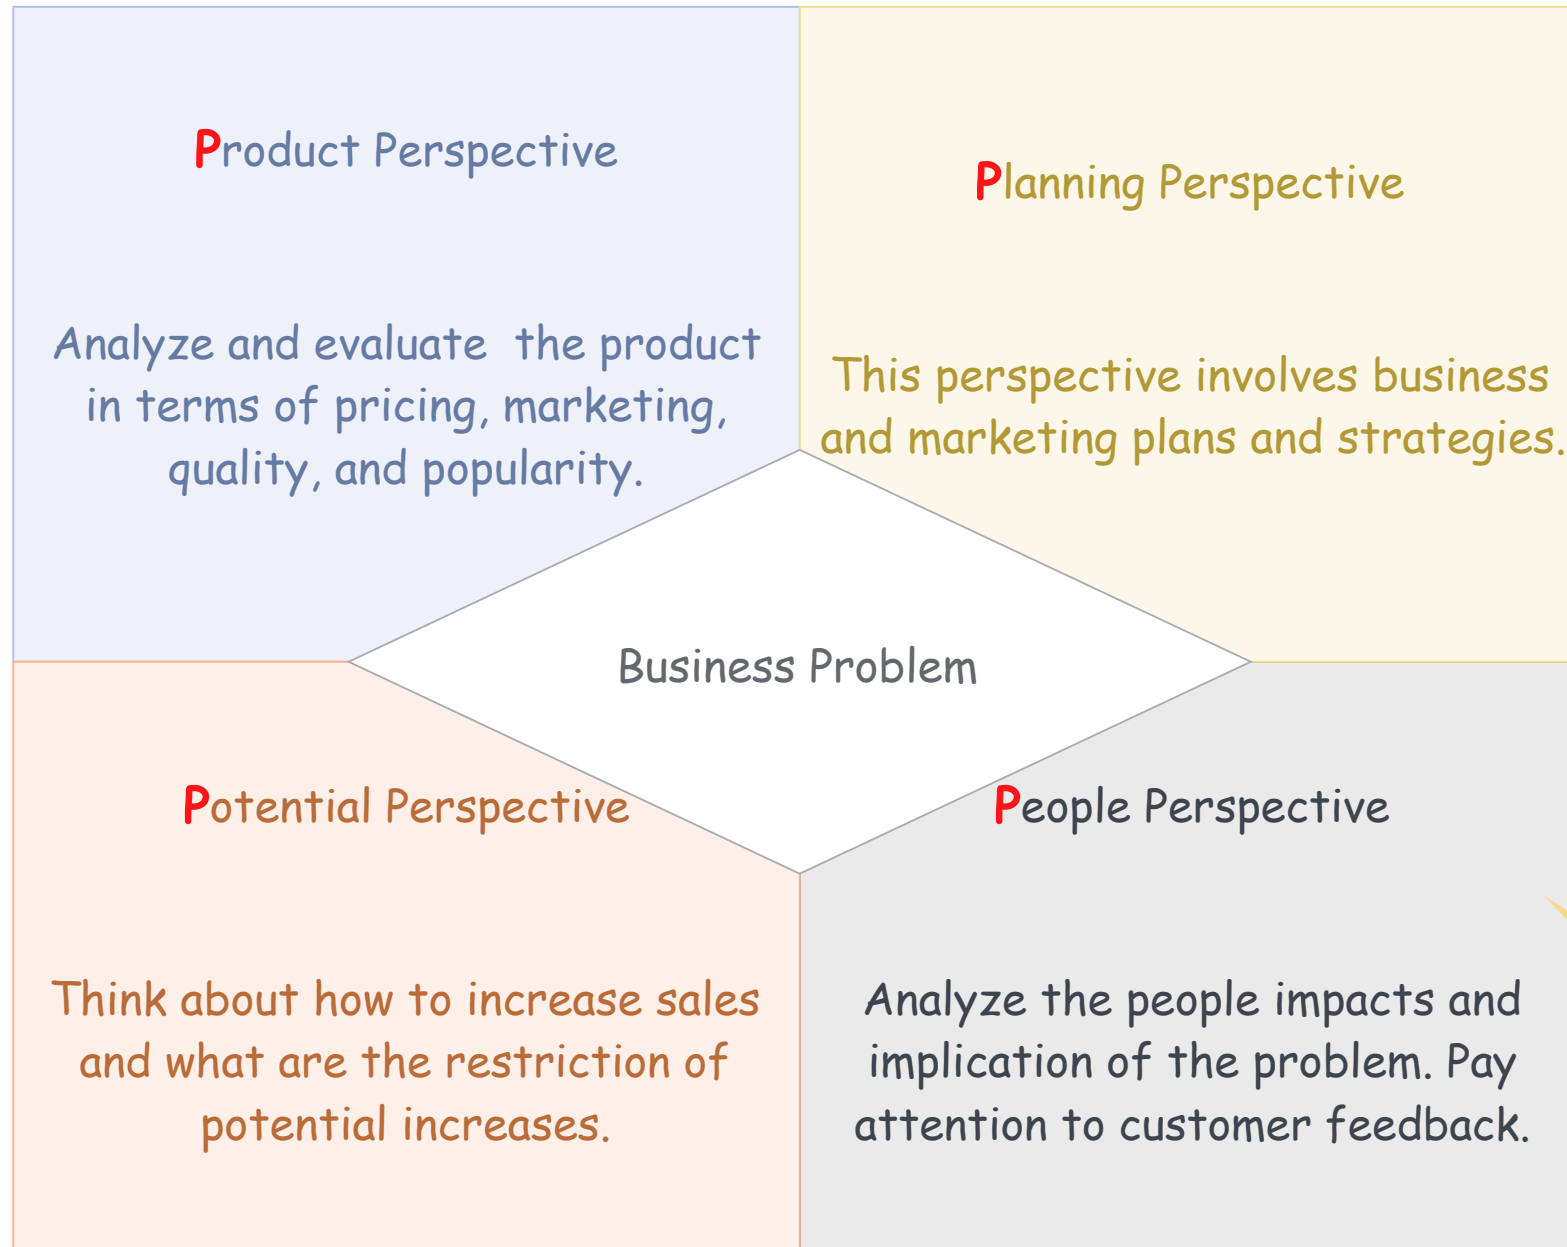 Product Perspective
Analyze and evaluate  the product
in terms of pricing, marketing,
quality, and popularity.
Planning Perspective
This perspective involves business
and marketing plans and strategies.
Business Problem
Potential Perspective
Think about how to increase sales
and what are the restriction of
potential increases.
People Perspective
Analyze the people impacts and
implication of the problem. Pay
attention to customer feedback.